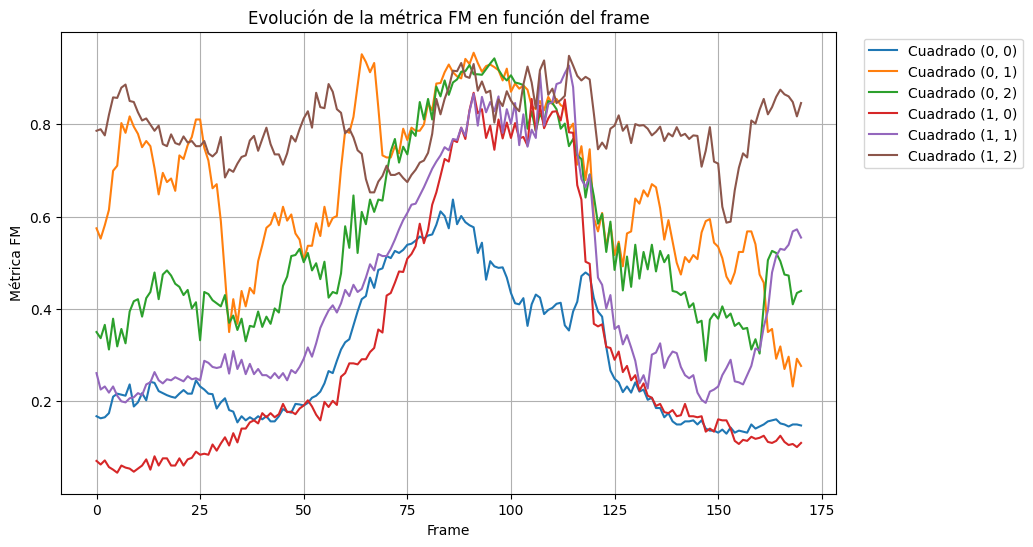 Evolución de la métrica FM en función del frame
Métrica FM
0.8
0.6
0.4
0.2
0
25
50
75
100
125
150
175
Frame
Cuadrado (0, 0)
Cuadrado (0, 1)
Cuadrado (0, 2)
Cuadrado (1, 0)
Cuadrado (1, 1)
Cuadrado (1, 2)